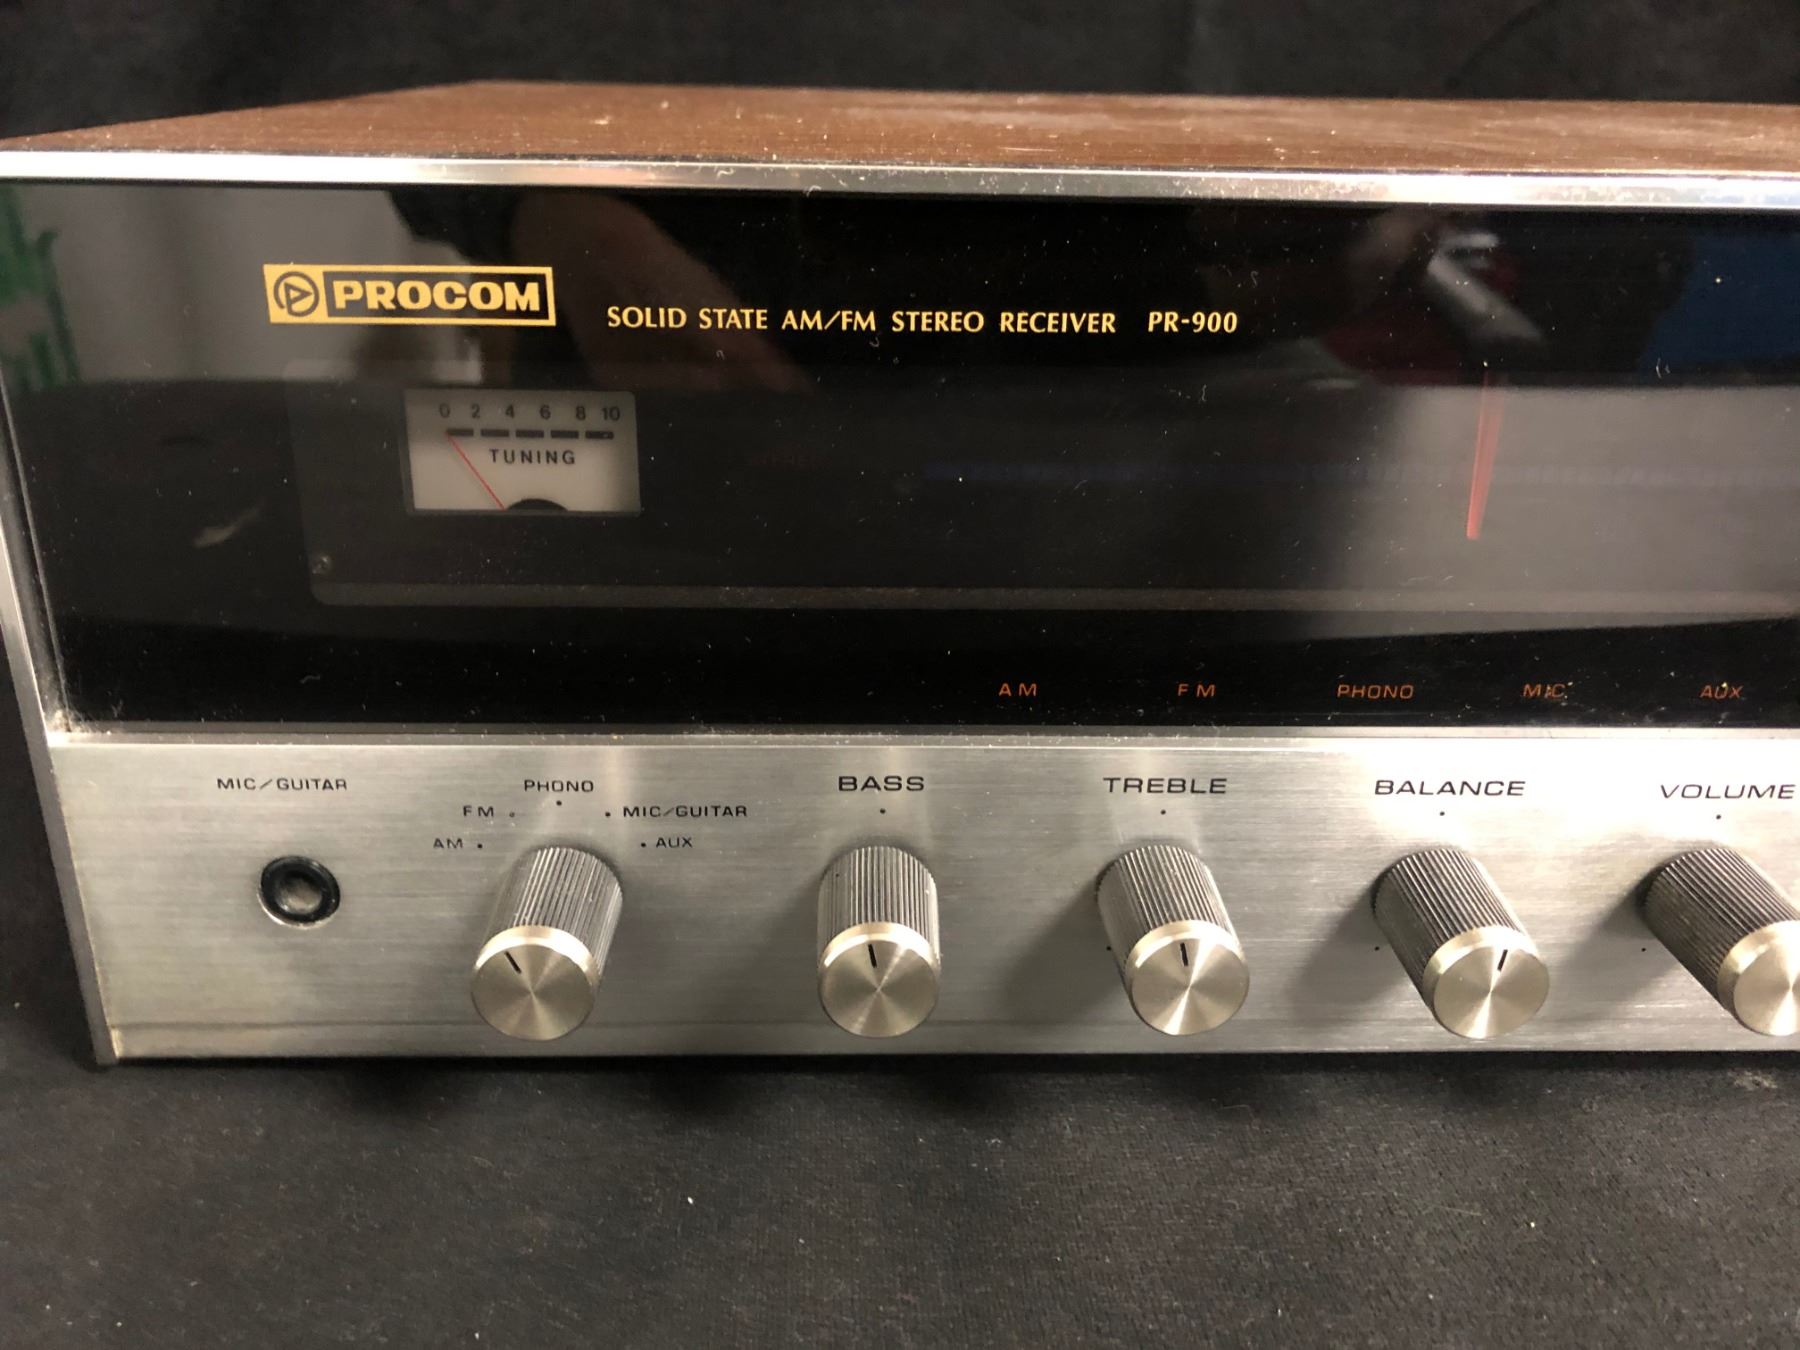 PROCOM
SOLID STATE AM/FM STEREO RECEIVER PR-900
0 2 4 6 8 10
TUNING
AM FM PHONO MIC AUX
MIC/GUITAR
PHONO
FM MIC/GUITAR
AM AUX
BASS
TREBLE
BALANCE
VOLUME